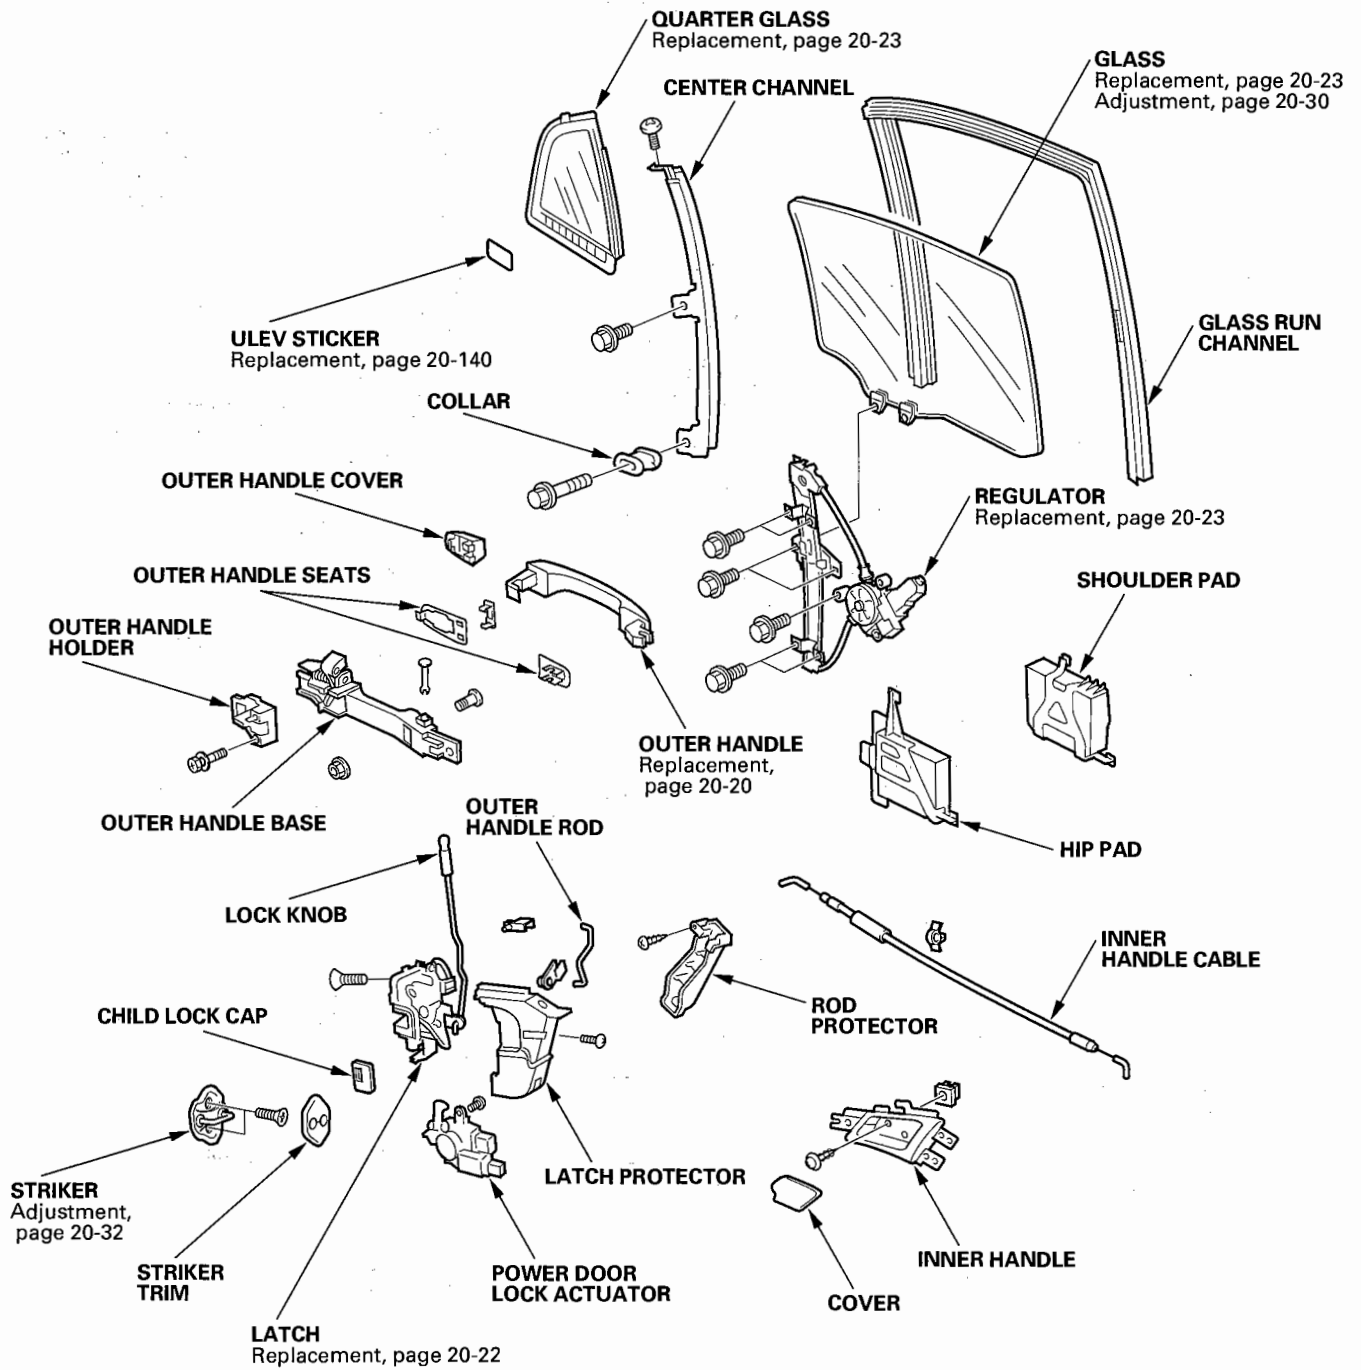 QUARTER GLASS
Replacement, page 20-23
GLASS
Replacement, page 20-23
Adjustment, page 20-30
CENTER CHANNEL
GLASS RUN
CHANNEL
ULEV STICKER
Replacement, page 20-140
COLLAR
OUTER HANDLE COVER
REGULATOR
Replacement, page 20-23
OUTER HANDLE SEATS
SHOULDER PAD
OUTER HANDLE
HOLDER
OUTER HANDLE
Replacement,
page 20-20
OUTER HANDLE BASE
OUTER
HANDLE ROD
HIP PAD
LOCK KNOB
INNER
HANDLE CABLE
CHILD LOCK CAP
ROD
PROTECTOR
LATCH PROTECTOR
STRIKER
Adjustment,
page 20-32
STRIKER
TRIM
POWER DOOR
LOCK ACTUATOR
INNER HANDLE
COVER
LATCH
Replacement, page 20-22